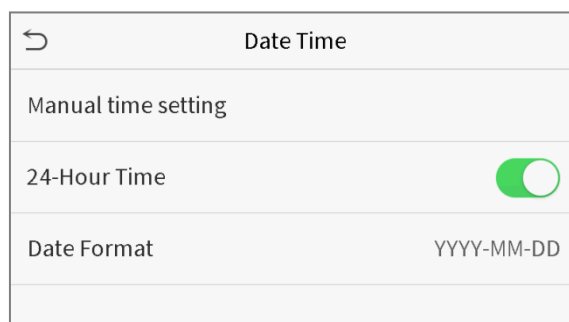 Date Time
Manual time setting
24-Hour Time
Date Format YYYY-MM-DD